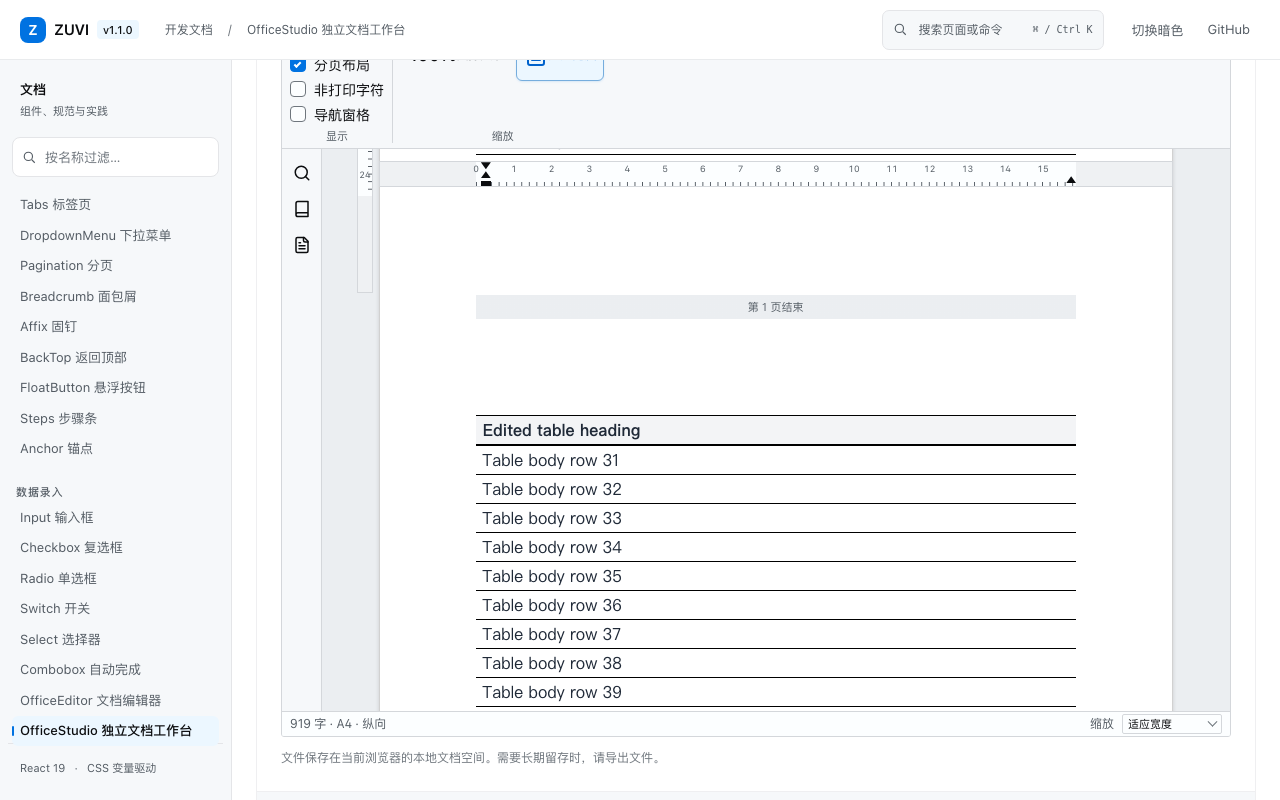 Z ZUVI v1.1.0 开发文档 / OfficeStudio 独立文档工作台 搜索页面或命令 ⌘ / Ctrl K 切换暗色 GitHub
文档
组件、规范与实践
按名称过滤...
Tabs 标签页
DropdownMenu 下拉菜单
Pagination 分页
Breadcrumb 面包屑
Affix 固钉
BackTop 返回顶部
FloatButton 悬浮按钮
Steps 步骤条
Anchor 锚点
数据录入
Input 输入框
Checkbox 复选框
Radio 单选框
Switch 开关
Select 选择器
Combobox 自动完成
OfficeEditor 文档编辑器
OfficeStudio 独立文档工作台
React 19 · CSS 变量驱动
分页布局
非打印字符
导航窗格
显示
缩放
24
0 1 2 3 4 5 6 7 8 9 10 11 12 13 14 15
第 1 页结束
Edited table heading
Table body row 31
Table body row 32
Table body row 33
Table body row 34
Table body row 35
Table body row 36
Table body row 37
Table body row 38
Table body row 39
919 字 · A4 · 纵向 缩放 适应宽度
文件保存在当前浏览器的本地文档空间。需要长期留存时，请导出文件。